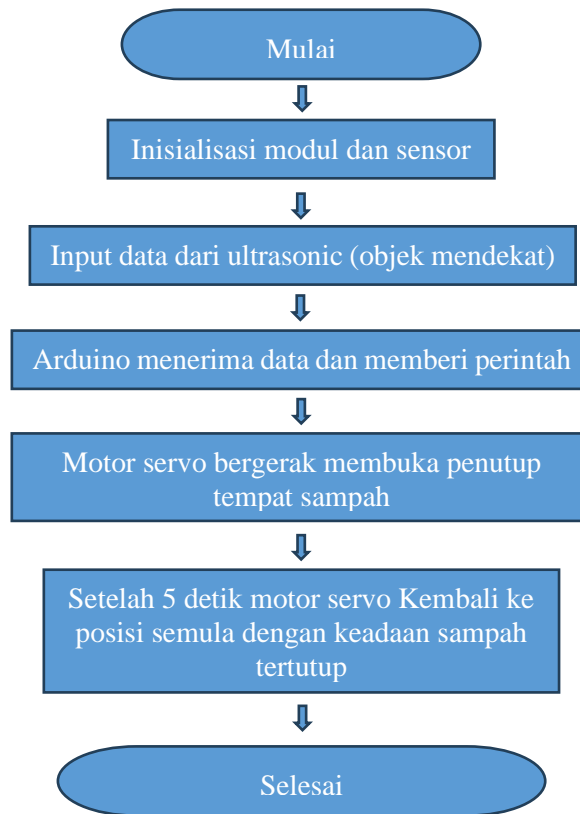 Mulai
Inisialisasi modul dan sensor
Input data dari ultrasonic (objek mendekat)
Arduino menerima data dan memberi perintah
Motor servo bergerak membuka penutup
tempat sampah
Setelah 5 detik motor servo Kembali ke
posisi semula dengan keadaan sampah
tertutup
Selesai